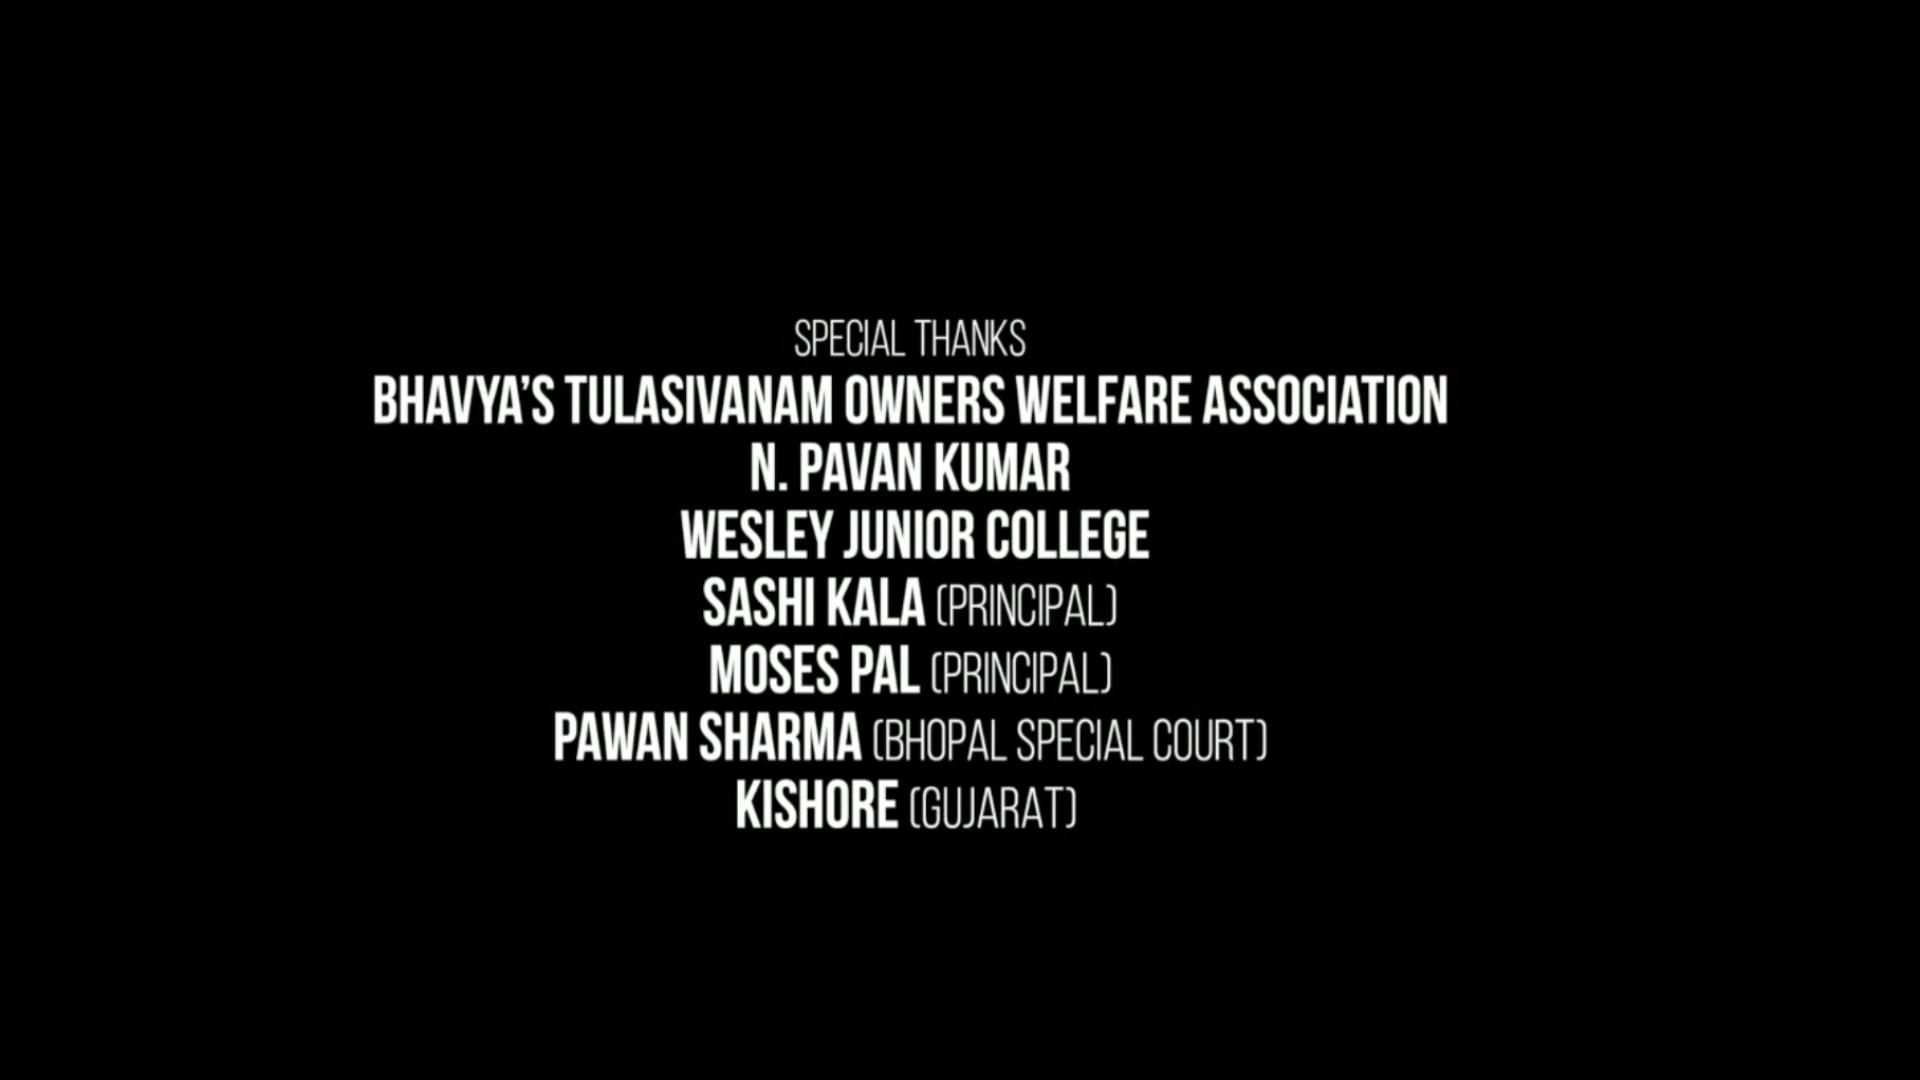 SPECIAL THANKS
BHAVYA'S TULASIVANAM OWNERS WELFARE ASSOCIATION
N. PAVAN KUMAR
WESLEY JUNIOR COLLEGE
SASHI KALA (PRINCIPAL)
MOSES PAL (PRINCIPAL)
PAWAN SHARMA (BHOPAL SPECIAL COURT)
KISHORE (GUJARAT)